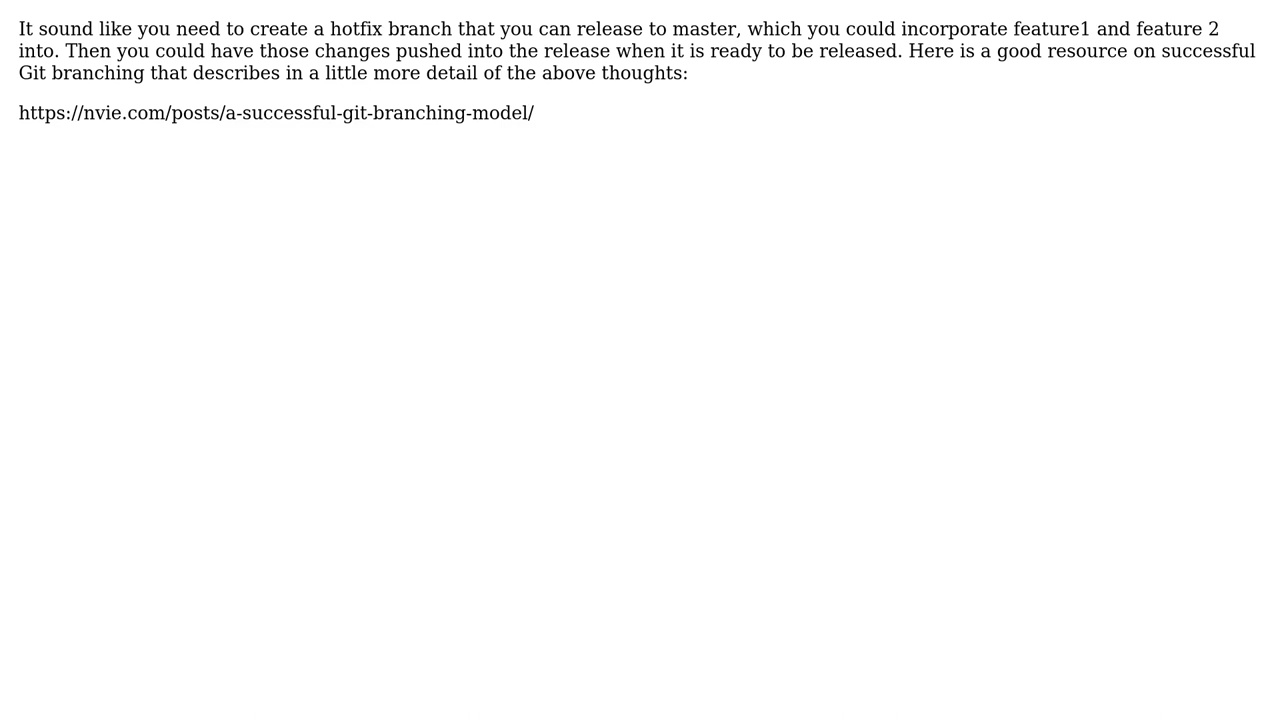 It sound like you need to create a hotfix branch that you can release to master, which you could incorporate feature1 and feature 2
into. Then you could have those changes pushed into the release when it is ready to be released. Here is a good resource on successful
Git branching that describes in a little more detail of the above thoughts:
https://nvie.com/posts/a-successful-git-branching-model/